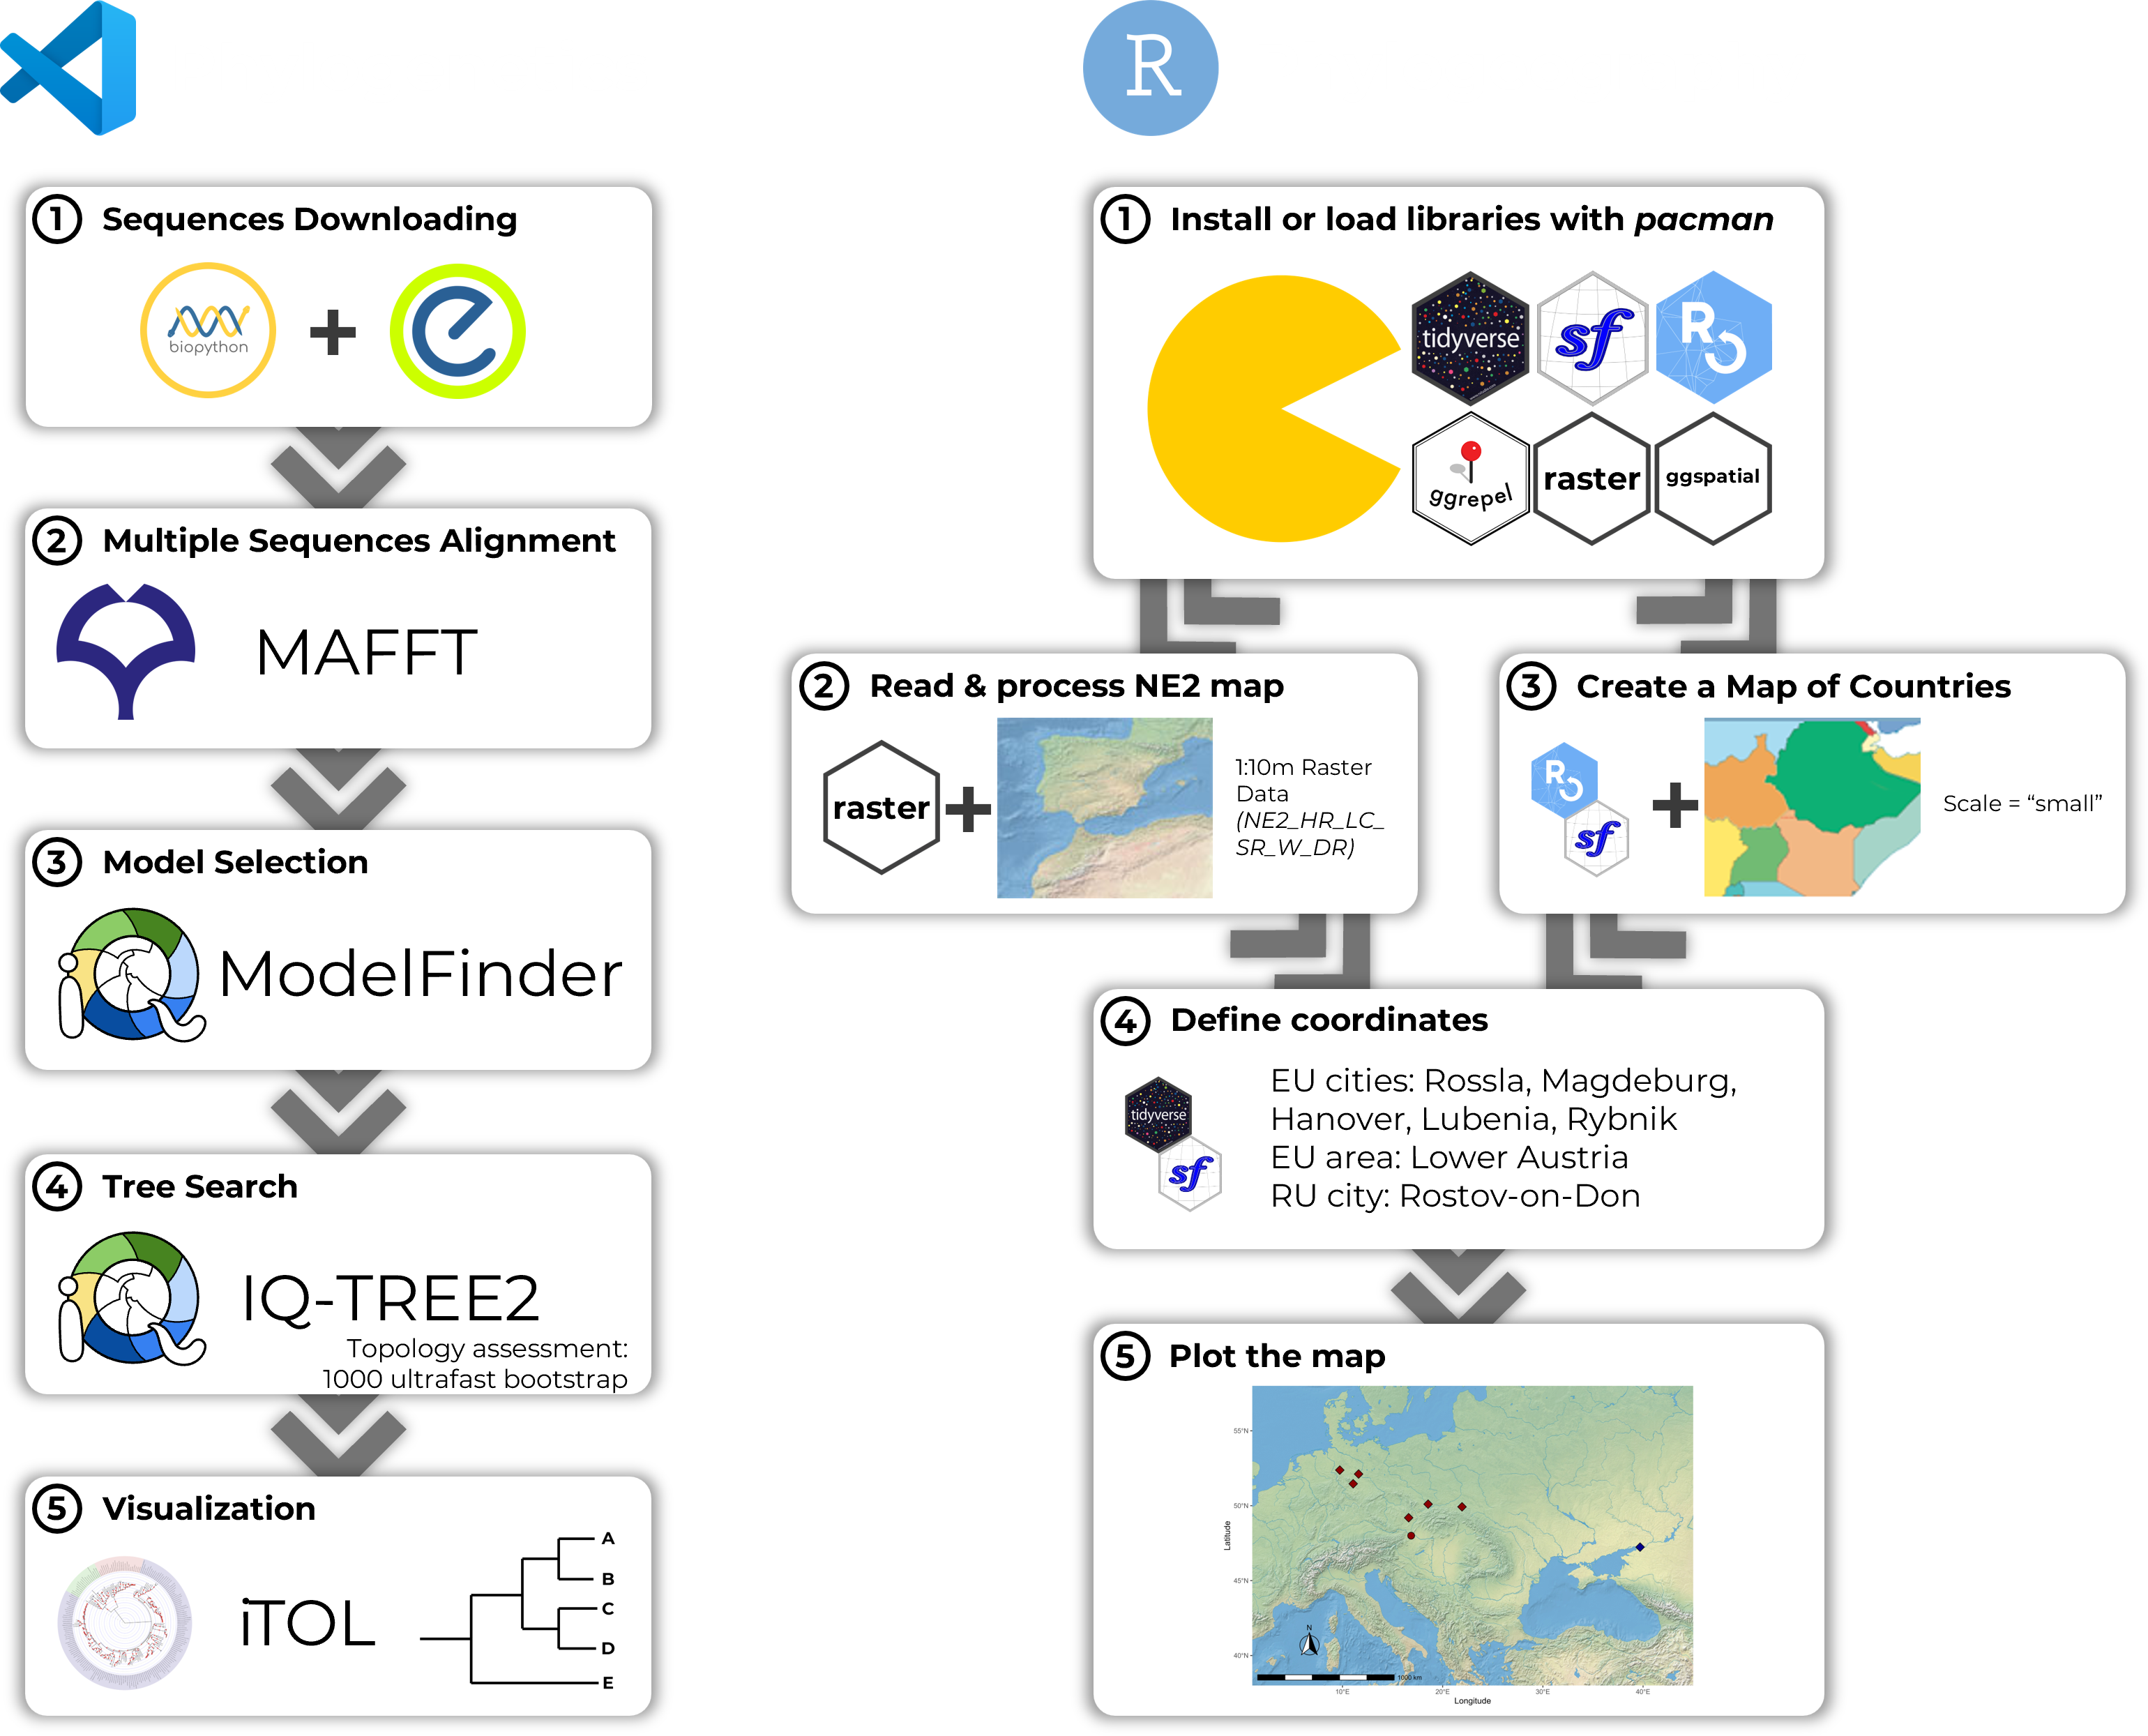 R
1 Sequences Downloading
biopython
+
2 Multiple Sequences Alignment
MAFFT
3 Model Selection
ModelFinder
4 Tree Search
IQ-TREE2
Topology assessment:
1000 ultrafast bootstrap
5 Visualization
iTOL
A
B
C
D
E
1 Install or load libraries with pacman
tidyverse
sf
R
ggrepel
raster
ggspatial
2 Read & process NE2 map
raster
+
1:10m Raster
Data
(NE2_HR_LC_
SR_W_DR)
3 Create a Map of Countries
R
sf
+
Scale = “small”
4 Define coordinates
tidyverse
sf
EU cities: Rossla, Magdeburg,
Hanover, Lubenia, Rybnik
EU area: Lower Austria
RU city: Rostov-on-Don
5 Plot the map
55°N
50°N
45°N
40°N
Latitude
N
1000 km
10°E
20°E
30°E
40°E
Longitude